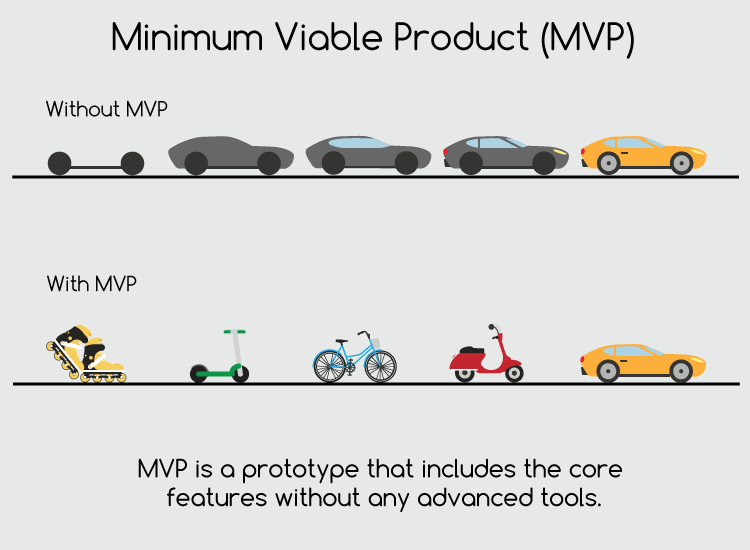 Minimum Viable Product (MVP)
Without MVP
With MVP
MVP is a prototype that includes the core
features without any advanced tools.